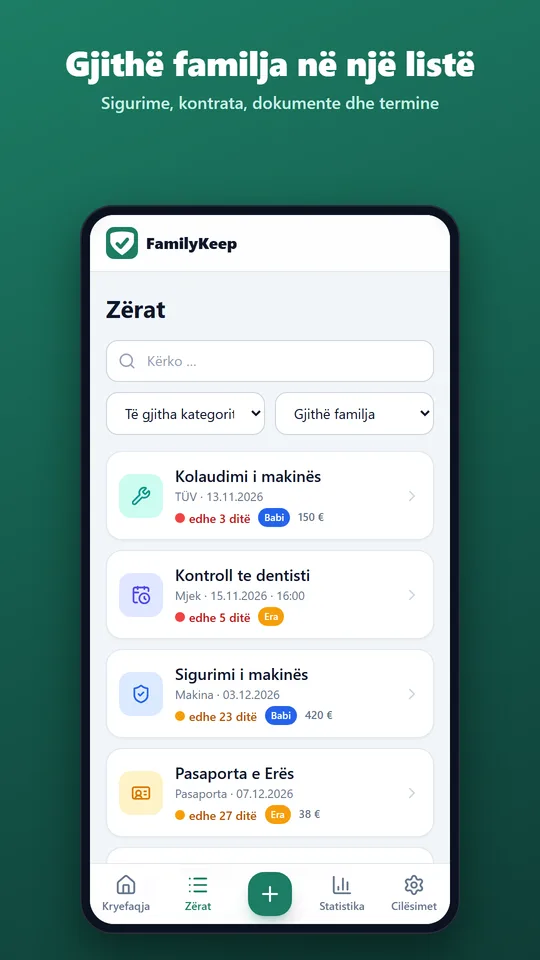 Gjithë familja në një listë
Sigurime, kontrata, dokumente dhe termine
FamilyKeep
Zërat
Kërko ...
Të gjitha kategorit
Gjithë familja
Kolaudimi i makinës
TÜV · 13.11.2026
edhe 3 ditë Babi 150 €
Kontroll te dentisti
Mjek · 15.11.2026 · 16:00
edhe 5 ditë Era
Sigurimi i makinës
Makina · 03.12.2026
edhe 23 ditë Babi 420 €
Pasaporta e Erës
Pasaporta · 07.12.2026
edhe 27 ditë Era 38 €
Kryefaqja Zërat Statistika Cilësimet